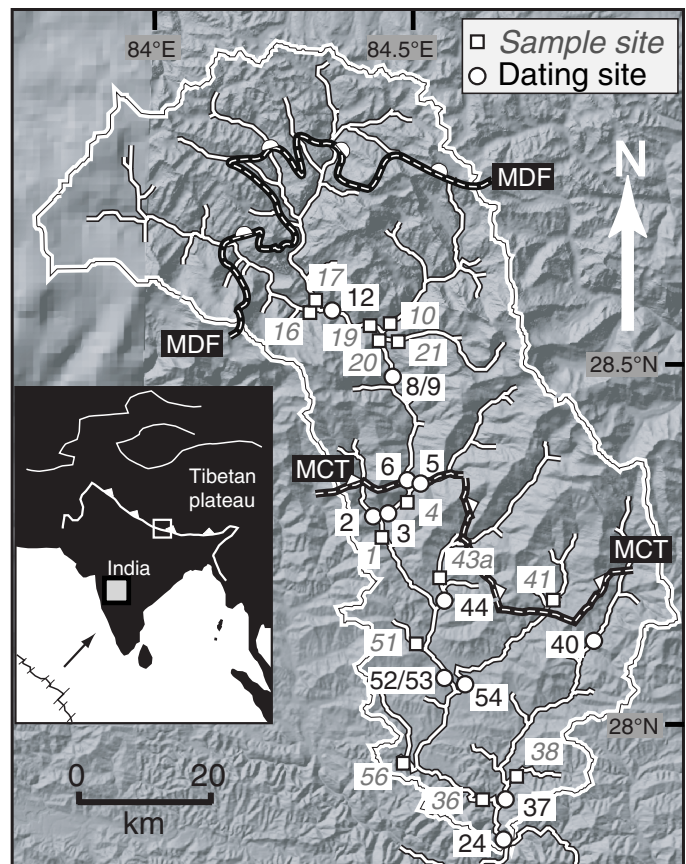 84°E
84.5°E
Sample site
Dating site
N
MDF
17
12
10
16
19
21
20
MDF
28.5°N
8/9
MCT
6
5
Tibetan
plateau
4
2
3
1
43a
MCT
India
41
44
51
40
52/53
54
28°N
38
56
0
20
36
37
km
24